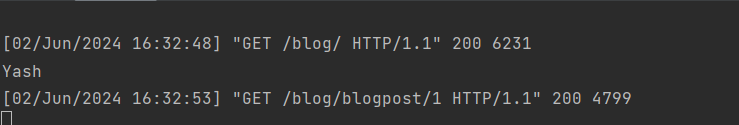 [02/Jun/2024 16:32:48] "GET /blog/ HTTP/1.1" 200 6231
Yash
[02/Jun/2024 16:32:53] "GET /blog/blogpost/1 HTTP/1.1" 200 4799